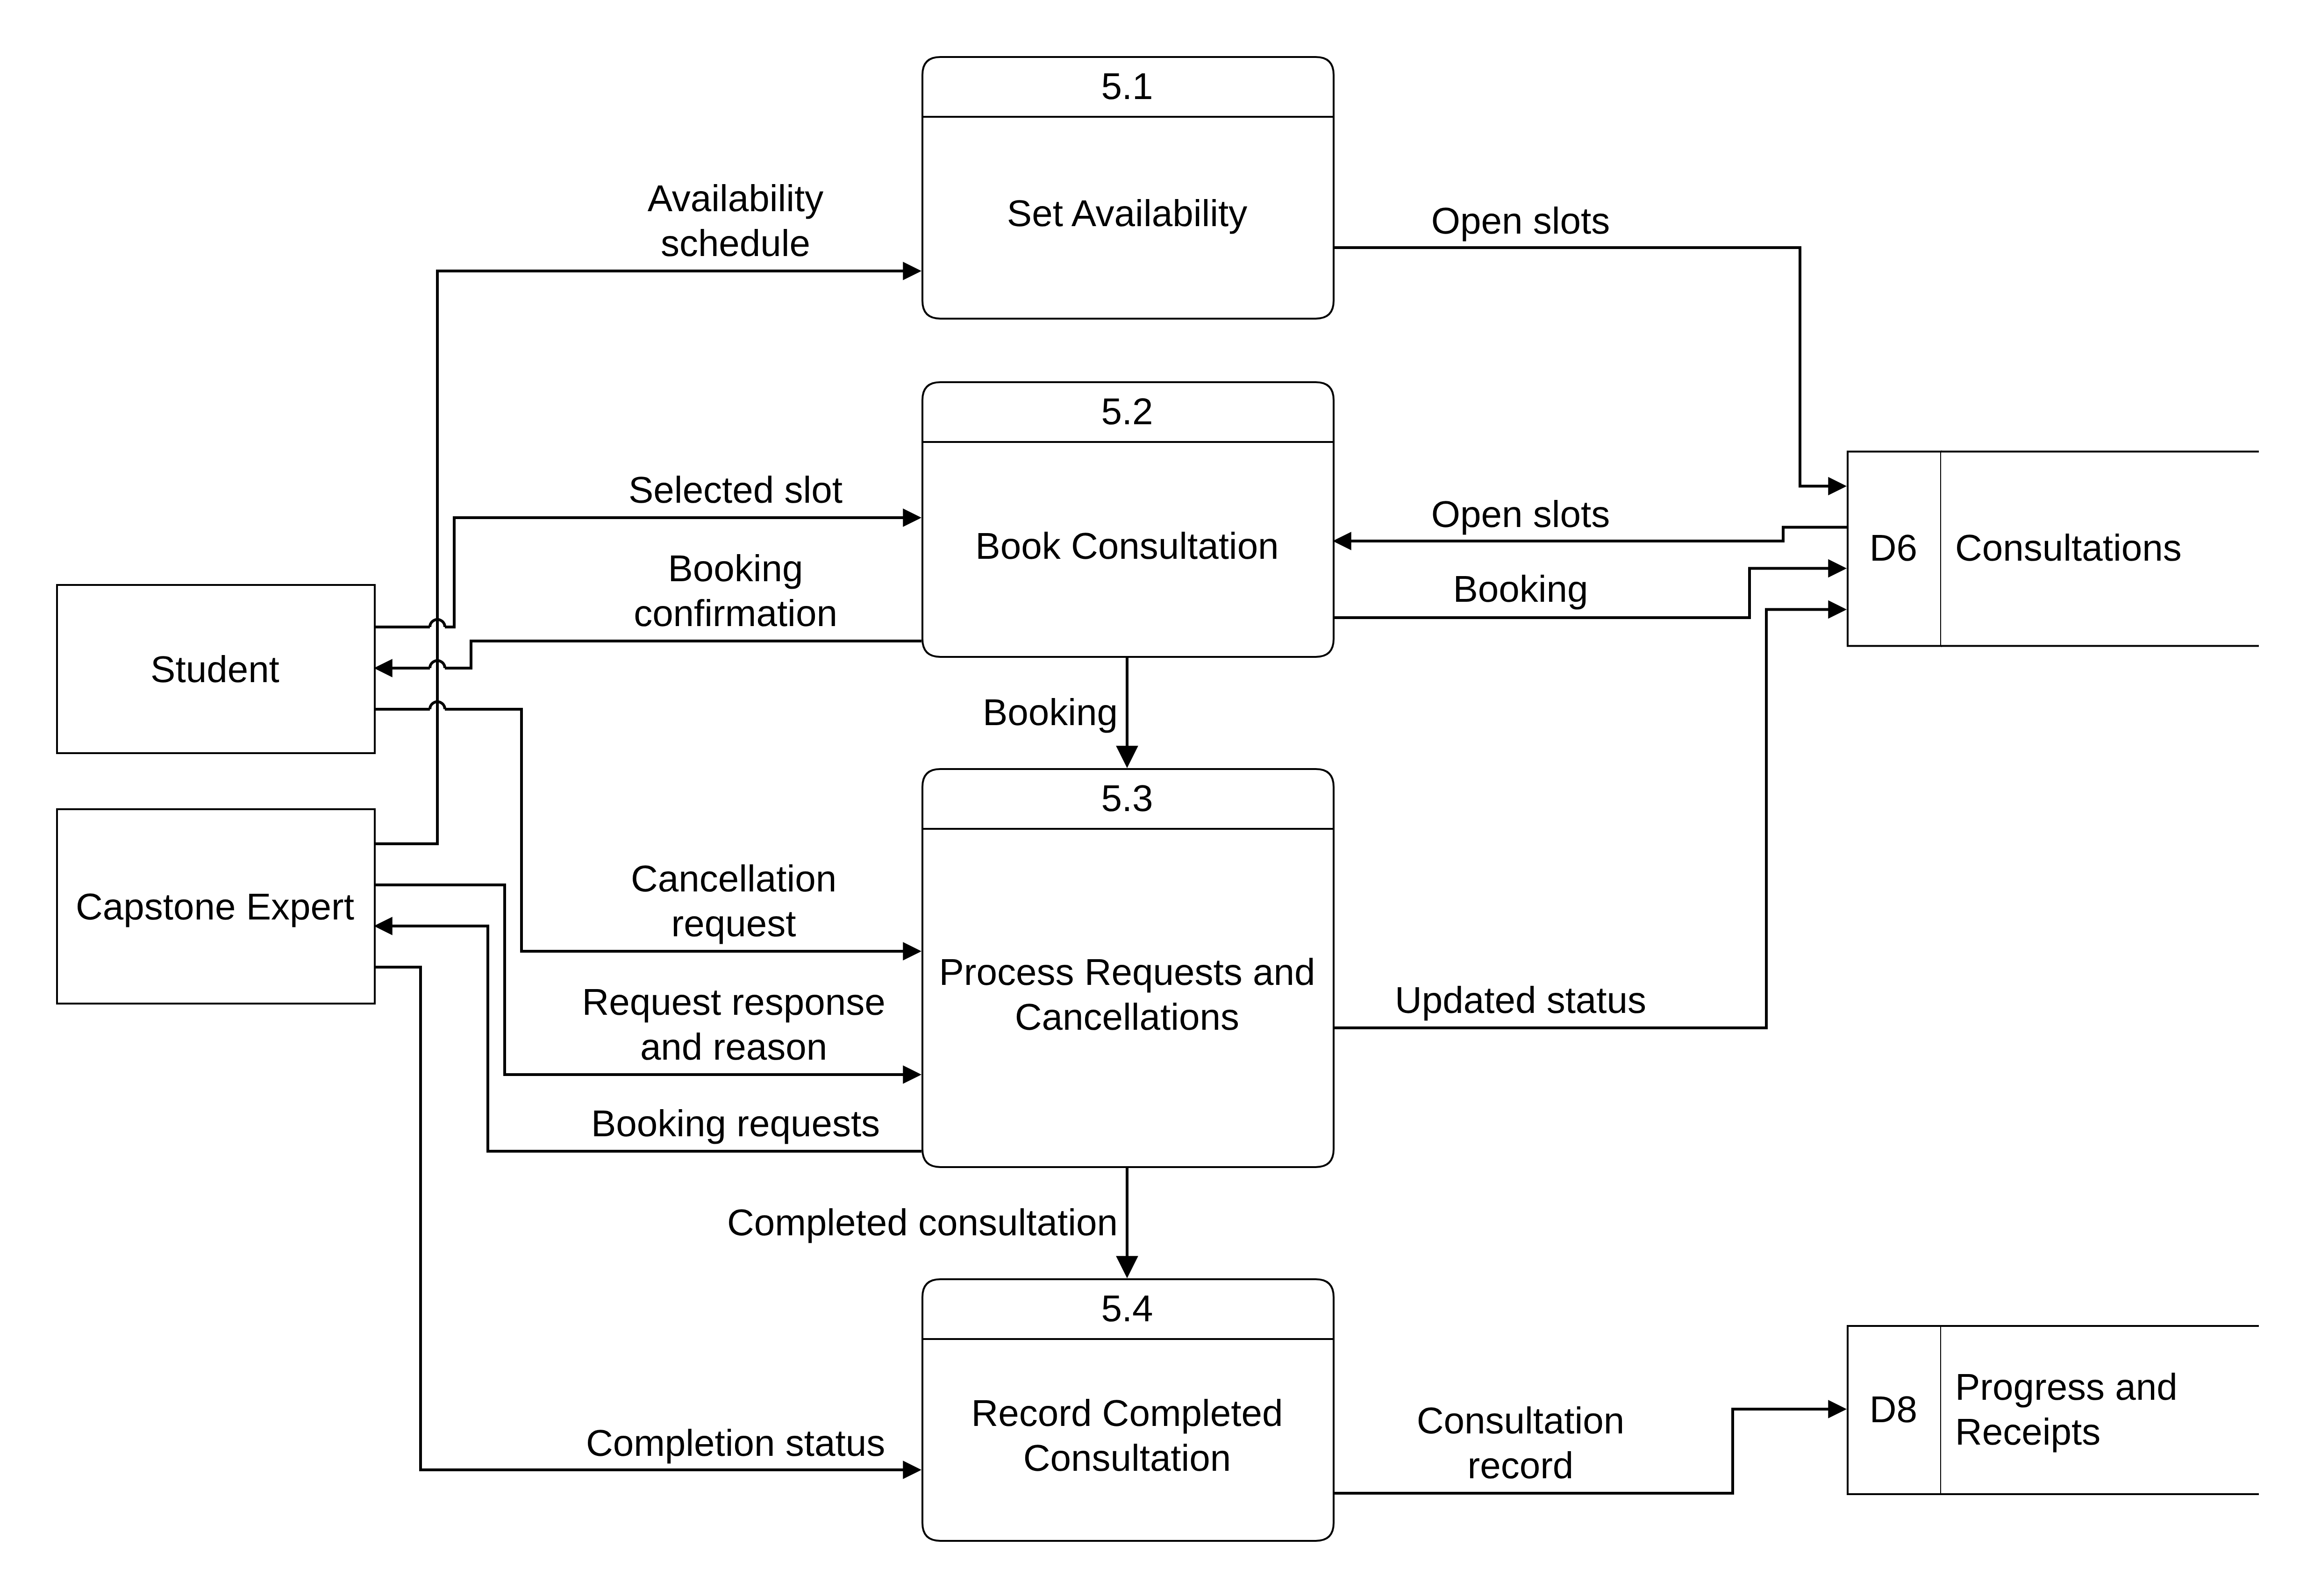 5.1
Set Availability
Availability
schedule
Open slots
5.2
Book Consultation
Selected slot
Booking
confirmation
Open slots
Booking
D6
Consultations
Student
Booking
5.3
Process Requests and
Cancellations
Capstone Expert
Cancellation
request
Request response
and reason
Booking requests
Updated status
Completed consultation
5.4
Record Completed
Consultation
Completion status
Consultation
record
D8
Progress and
Receipts